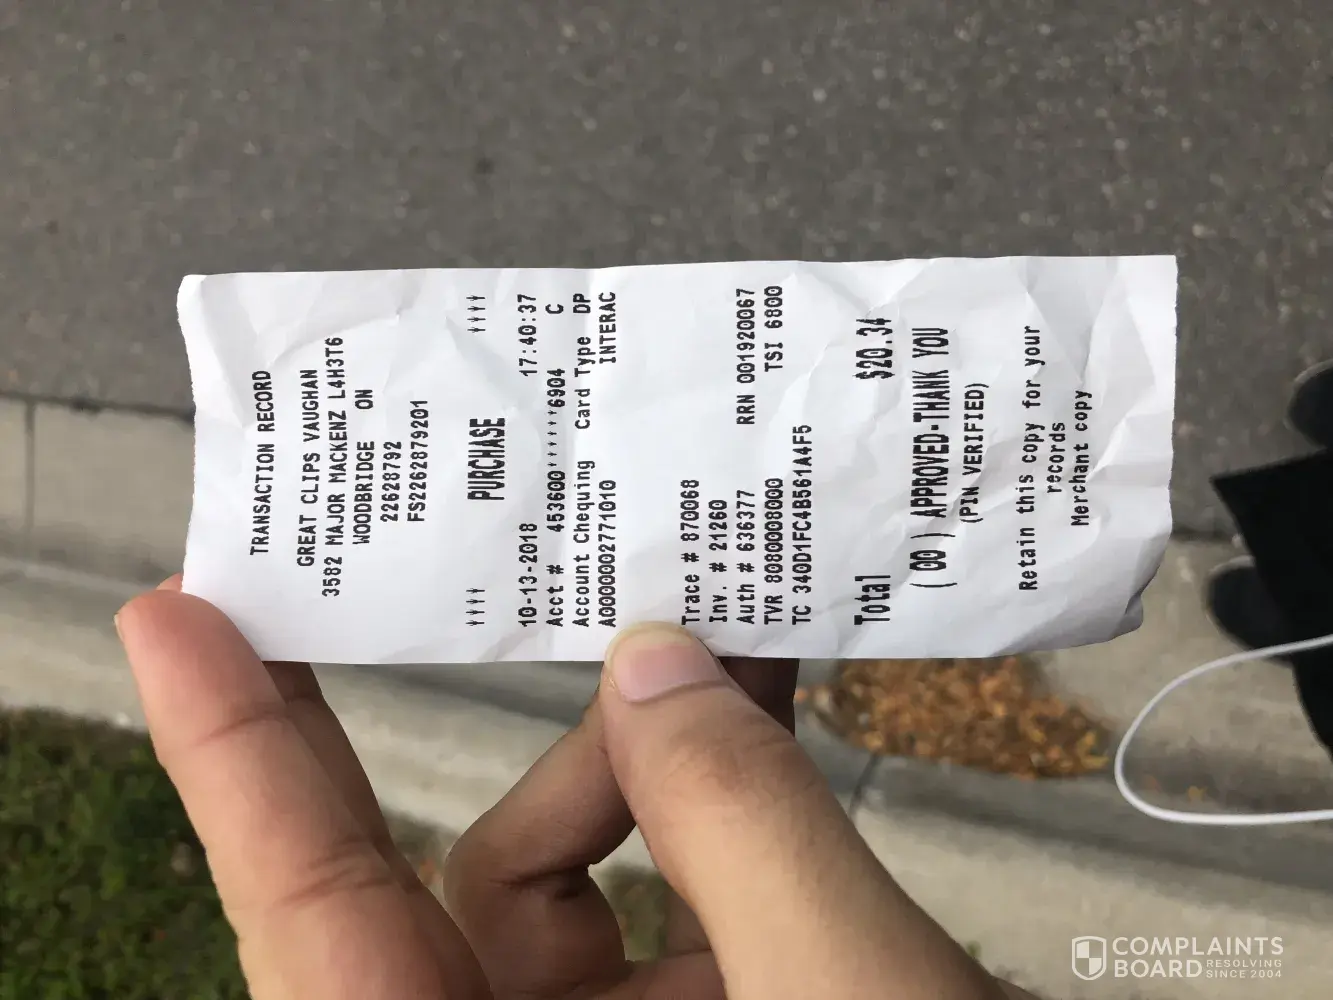 TRANSACTION RECORD
GREAT CLIPS VAUGHAN
3582 MAJOR MACKENZ L4H3T6
WOODBRIDGE ON
22628792
FS2262879201
PURCHASE
10-13-2018 17:40:37
Acct # 453600******6904 C
Account Chequing Card Type DP
A0000002771010 INTERAC
Trace # 870068
Inv. # 21260
Auth # 636377 RRN 001920067
TVR 8080008000 TSI 6800
TC 340D1FC4B561A4F5
Total $20.34
( 00 ) APPROVED-THANK YOU
(PIN VERIFIED)
Retain this copy for your
records
Merchant copy
COMPLAINTS
BOARD RESOLVING
SINCE 2004